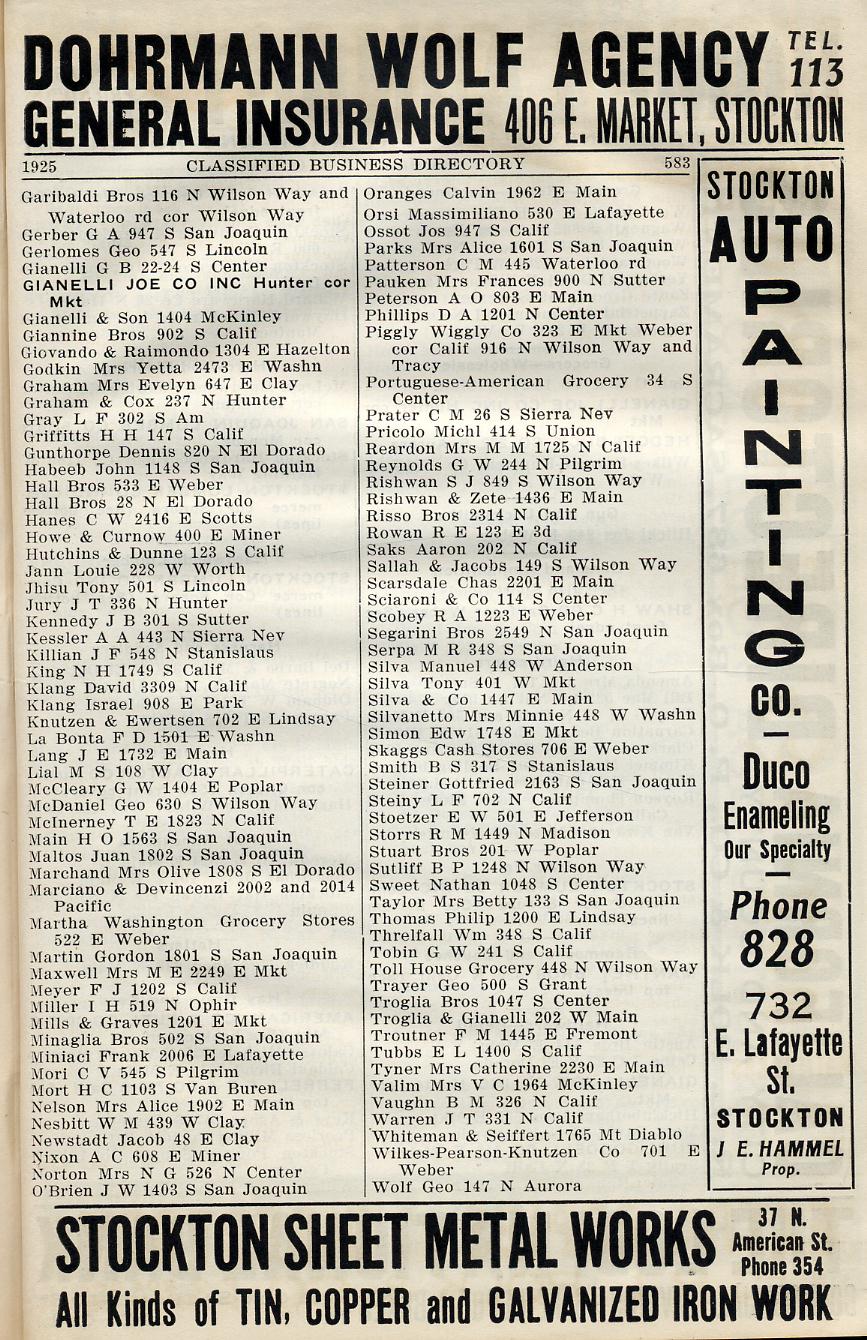 DOHRMANN WOLF AGENCY TEL. 113
GENERAL INSURANCE 406 E. MARKET, STOCKTON
1925 CLASSIFIED BUSINESS DIRECTORY 583
Garibaldi Bros 116 N Wilson Way and
Waterloo rd cor Wilson Way
Gerber G A 947 S San Joaquin
Gerlomes Geo 547 S Lincoln
Gianelli G B 22-24 S Center
GIANELLI JOE CO INC Hunter cor
Mkt
Gianelli & Son 1404 McKinley
Giannine Bros 902 S Calif
Giovando & Raimondo 1304 E Hazelton
Godkin Mrs Yetta 2473 E Washn
Graham Mrs Evelyn 647 E Clay
Graham & Cox 237 N Hunter
Gray L F 302 S Am
Griffitts H H 147 S Calif
Gunthorpe Dennis 820 N El Dorado
Habeeb John 1148 S San Joaquin
Hall Bros 533 E Weber
Hall Bros 28 N El Dorado
Hanes C W 2416 E Scotts
Howe & Curnow 400 E Miner
Hutchins & Dunne 123 S Calif
Jann Louie 228 W Worth
Jhisu Tony 501 S Lincoln
Jury J T 336 N Hunter
Kennedy J B 301 S Sutter
Kessler A A 443 N Sierra Nev
Killian J F 548 N Stanislaus
King N H 1749 S Calif
Klang David 3309 N Calif
Klang Israel 908 E Park
Knutzen & Ewertsen 702 E Lindsay
La Bonta F D 1501 E Washn
Lang J E 1732 E Main
Lial M S 108 W Clay
McCleary G W 1404 E Poplar
McDaniel Geo 630 S Wilson Way
McInerney T E 1823 N Calif
Main H O 1563 S San Joaquin
Maltos Juan 1802 S San Joaquin
Marchand Mrs Olive 1808 S El Dorado
Marciano & Devincenzi 2002 and 2014
Pacific
Martha Washington Grocery Stores
522 E Weber
Martin Gordon 1801 S San Joaquin
Maxwell Mrs M E 2249 E Mkt
Meyer F J 1202 S Calif
Miller I H 519 N Ophir
Mills & Graves 1201 E Mkt
Minaglia Bros 502 S San Joaquin
Miniaci Frank 2006 E Lafayette
Mori C V 545 S Pilgrim
Mort H C 1103 S Van Buren
Nelson Mrs Alice 1902 E Main
Nesbitt W M 439 W Clay
Newstadt Jacob 48 E Clay
Nixon A C 608 E Miner
Norton Mrs N G 526 N Center
O'Brien J W 1403 S San Joaquin
Oranges Calvin 1962 E Main
Orsi Massimiliano 530 E Lafayette
Ossot Jos 947 S Calif
Parks Mrs Alice 1601 S San Joaquin
Patterson C M 445 Waterloo rd
Pauken Mrs Frances 900 N Sutter
Peterson A O 803 E Main
Phillips D A 1201 N Center
Piggly Wiggly Co 323 E Mkt Weber
cor Calif 916 N Wilson Way and
Tracy
Portuguese-American Grocery 34 S
Center
Prater C M 26 S Sierra Nev
Pricolo Michl 414 S Union
Reardon Mrs M M 1725 N Calif
Reynolds G W 244 N Pilgrim
Rishwan S J 849 S Wilson Way
Rishwan & Zete 1436 E Main
Risso Bros 2314 N Calif
Rowan R E 123 E 3d
Saks Aaron 202 N Calif
Sallah & Jacobs 149 S Wilson Way
Scarsdale Chas 2201 E Main
Sciaroni & Co 114 S Center
Scobey R A 1223 E Weber
Segarini Bros 2549 N San Joaquin
Serpa M R 348 S San Joaquin
Silva Manuel 448 W Anderson
Silva Tony 401 W Mkt
Silva & Co 1447 E Main
Silvanetto Mrs Minnie 448 W Washn
Simon Edw 1748 E Mkt
Skaggs Cash Stores 706 E Weber
Smith B S 317 S Stanislaus
Steiner Gottfried 2163 S San Joaquin
Steiny L F 702 N Calif
Stoetzer E W 501 E Jefferson
Storrs R M 1449 N Madison
Stuart Bros 201 W Poplar
Sutliff B P 1248 N Wilson Way
Sweet Nathan 1048 S Center
Taylor Mrs Betty 133 S San Joaquin
Thomas Philip 1200 E Lindsay
Threlfall Wm 348 S Calif
Tobin G W 241 S Calif
Toll House Grocery 448 N Wilson Way
Trayer Geo 500 S Grant
Troglia Bros 1047 S Center
Troglia & Gianelli 202 W Main
Troutner F M 1445 E Fremont
Tubbs E L 1400 S Calif
Tyner Mrs Catherine 2230 E Main
Valim Mrs V C 1964 McKinley
Vaughn B M 326 N Calif
Warren J T 331 N Calif
Whiteman & Seiffert 1765 Mt Diablo
Wilkes-Pearson-Knutzen Co 701 E
Weber
Wolf Geo 147 N Aurora
STOCKTON
AUTO
PAINTING
CO.
Duco
Enameling
Our Specialty
Phone
828
732
E. Lafayette
St.
STOCKTON
J E. HAMMEL
Prop.
STOCKTON SHEET METAL WORKS
37 N.
American St.
Phone 354
All Kinds of TIN, COPPER and GALVANIZED IRON WORK